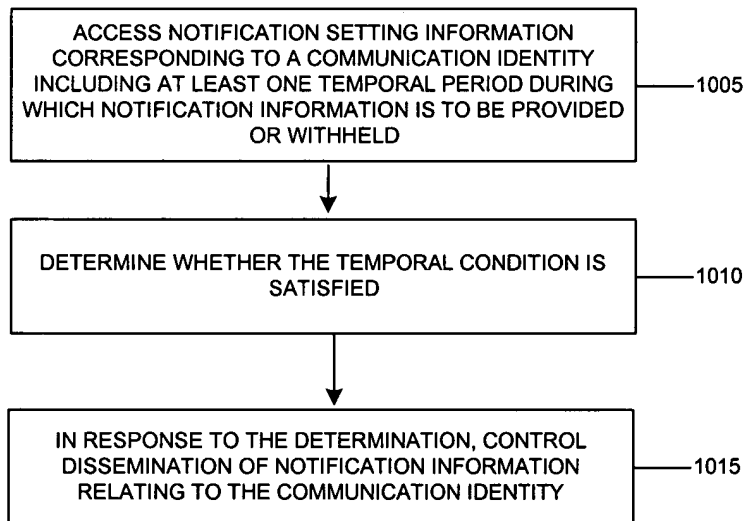 ACCESS NOTIFICATION SETTING INFORMATION
CORRESPONDING TO A COMMUNICATION IDENTITY
INCLUDING AT LEAST ONE TEMPORAL PERIOD DURING
WHICH NOTIFICATION INFORMATION IS TO BE PROVIDED
OR WITHHELD
1005
DETERMINE WHETHER THE TEMPORAL CONDITION IS
SATISFIED
1010
IN RESPONSE TO THE DETERMINATION, CONTROL
DISSEMINATION OF NOTIFICATION INFORMATION
RELATING TO THE COMMUNICATION IDENTITY
1015